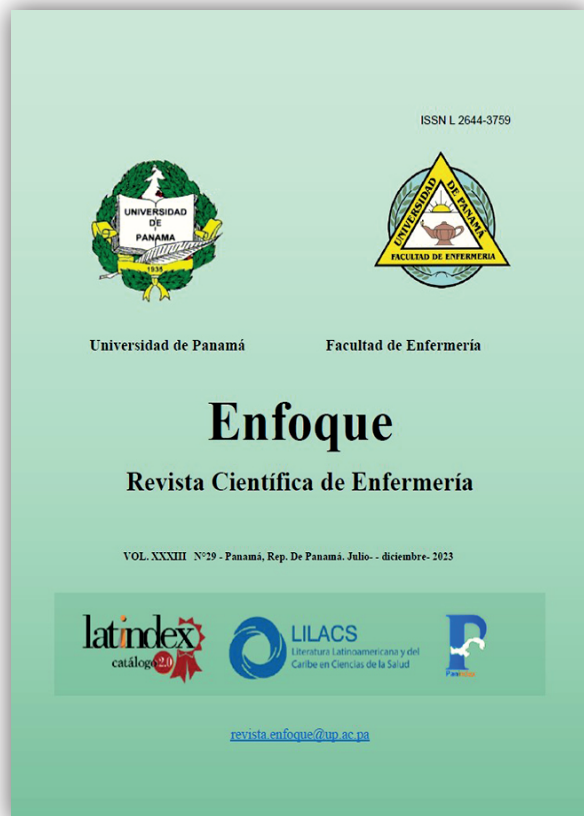 ISSN L 2644-3759
UNIVERSIDAD
DE
PANAMA
1935
UNIVERSIDAD DE PANAMA
FACULTAD DE ENFERMERIA
Universidad de Panamá
Facultad de Enfermería
Enfoque
Revista Científica de Enfermería
VOL. XXXIII N°29 - Panamá, Rep. De Panamá. Julio- - diciembre- 2023
latindex
catálogo 2.0
LILACS
Literatura Latinoamericana y del
Caribe en Ciencias de la Salud
P
revista.enfoque@up.ac.pa